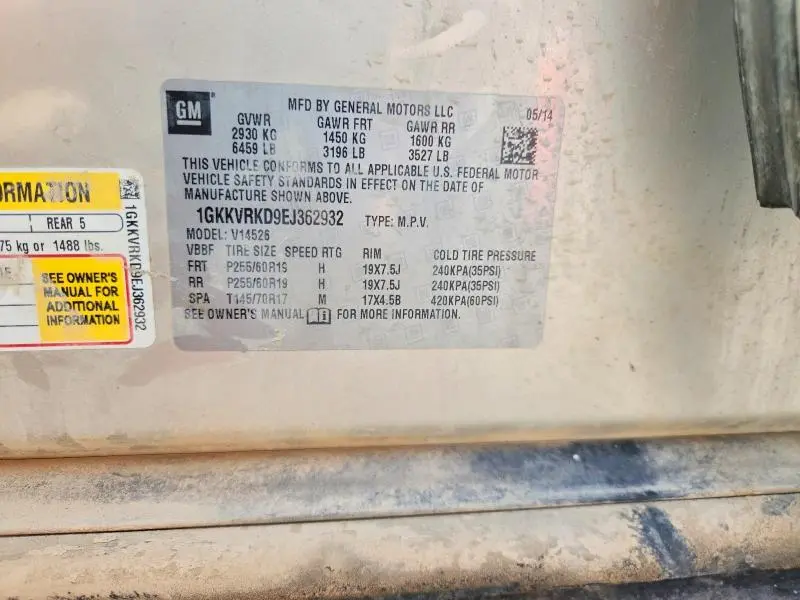 GM
MFD BY GENERAL MOTORS LLC
05/14
GVWR GAWR FRT GAWR RR
2930 KG 1450 KG 1600 KG
6459 LB 3196 LB 3527 LB
THIS VEHICLE CONFORMS TO ALL APPLICABLE U.S. FEDERAL MOTOR
VEHICLE SAFETY STANDARDS IN EFFECT ON THE DATE OF
MANUFACTURE SHOWN ABOVE.
1GKKVRKD9EJ362932 TYPE: M.P.V.
MODEL: V14526
VBBF TIRE SIZE SPEED RTG RIM COLD TIRE PRESSURE
FRT P255/60R19 H 19X7.5J 240KPA(35PSI)
RR P255/60R19 H 19X7.5J 240KPA(35PSI)
SPA T145/70R17 M 17X4.5B 420KPA(60PSI)
SEE OWNER'S MANUAL FOR MORE INFORMATION.
ORMATION
REAR 5
75 kg or 1488 lbs.
SEE OWNER'S
MANUAL FOR
ADDITIONAL
INFORMATION
1GKKVRKD9EJ362932